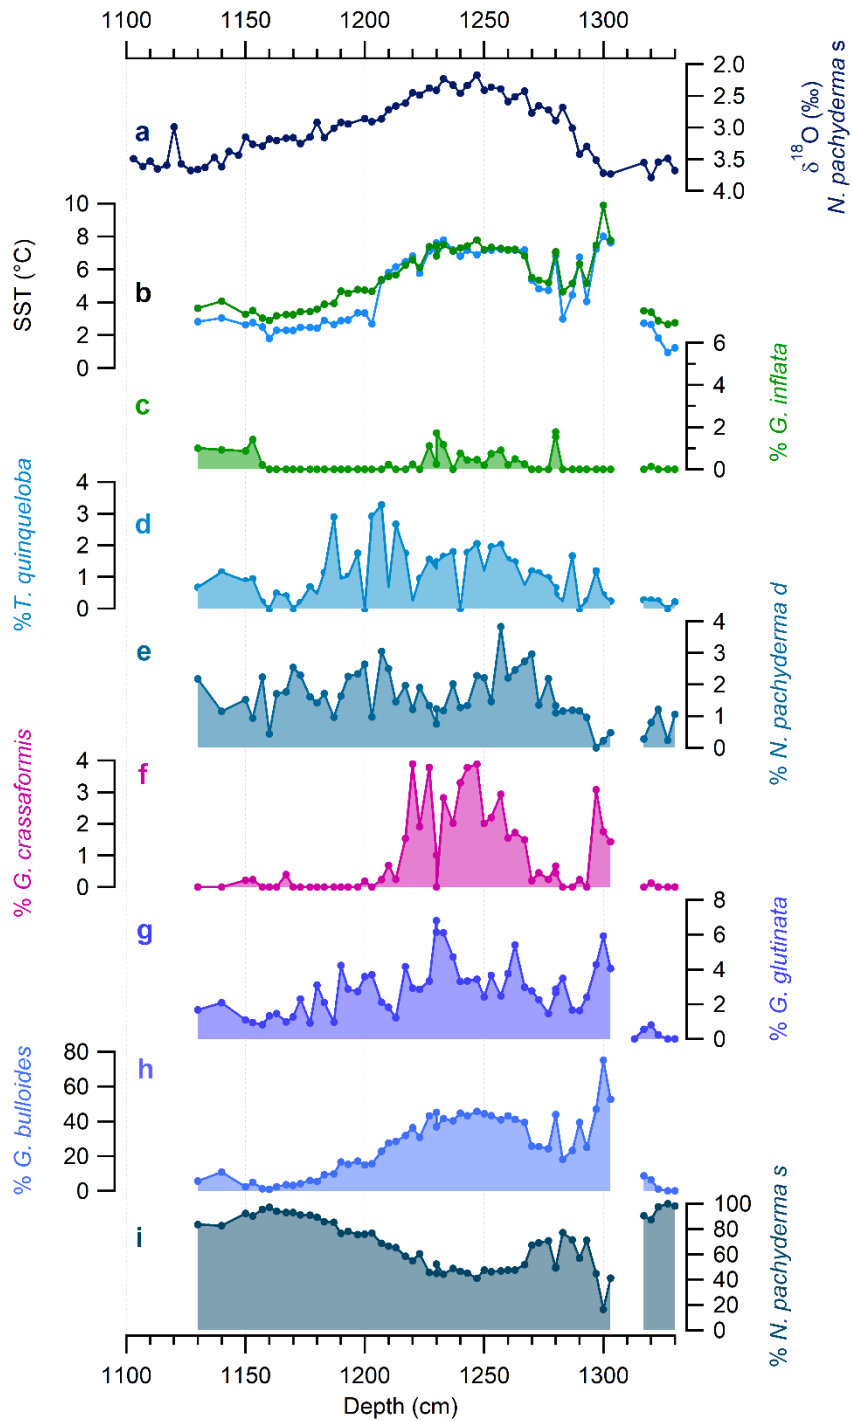 1100 1150 1200 1250 1300
a
2.0
2.5
3.0
3.5
4.0
δ 18O (‰)
N. pachyderma s
b
SST (°C)
10
8
6
4
2
0
c
6
4
2
0
% G. inflata
d
%T. quinqueloba
4
3
2
1
0
e
4
3
2
1
0
% N. pachyderma d
f
% G. crassaformis
4
3
2
1
0
g
8
6
4
2
0
% G. glutinata
h
% G. bulloides
80
60
40
20
0
i
100
80
60
40
20
0
% N. pachyderma s
1100 1150 1200 1250 1300
Depth (cm)